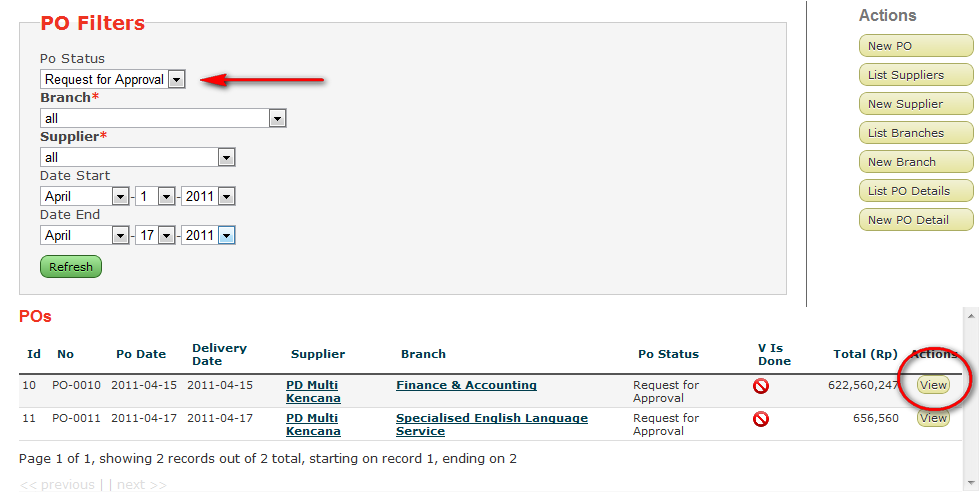 PO Filters
Po Status
Request for Approval
Branch*
all
Supplier*
all
Date Start
April - 1 - 2011
Date End
April - 17 - 2011
Refresh
Actions
New PO
List Suppliers
New Supplier
List Branches
New Branch
List PO Details
New PO Detail
POs
Id No Po Date Delivery Date Supplier Branch Po Status V Is Done Total (Rp) Actions
10 PO-0010 2011-04-15 2011-04-15 PD Multi Kencana Finance & Accounting Request for Approval 622,560,247 View
11 PO-0011 2011-04-17 2011-04-17 PD Multi Kencana Specialised English Language Service Request for Approval 656,560 View
Page 1 of 1, showing 2 records out of 2 total, starting on record 1, ending on 2
<< previous | | next >>